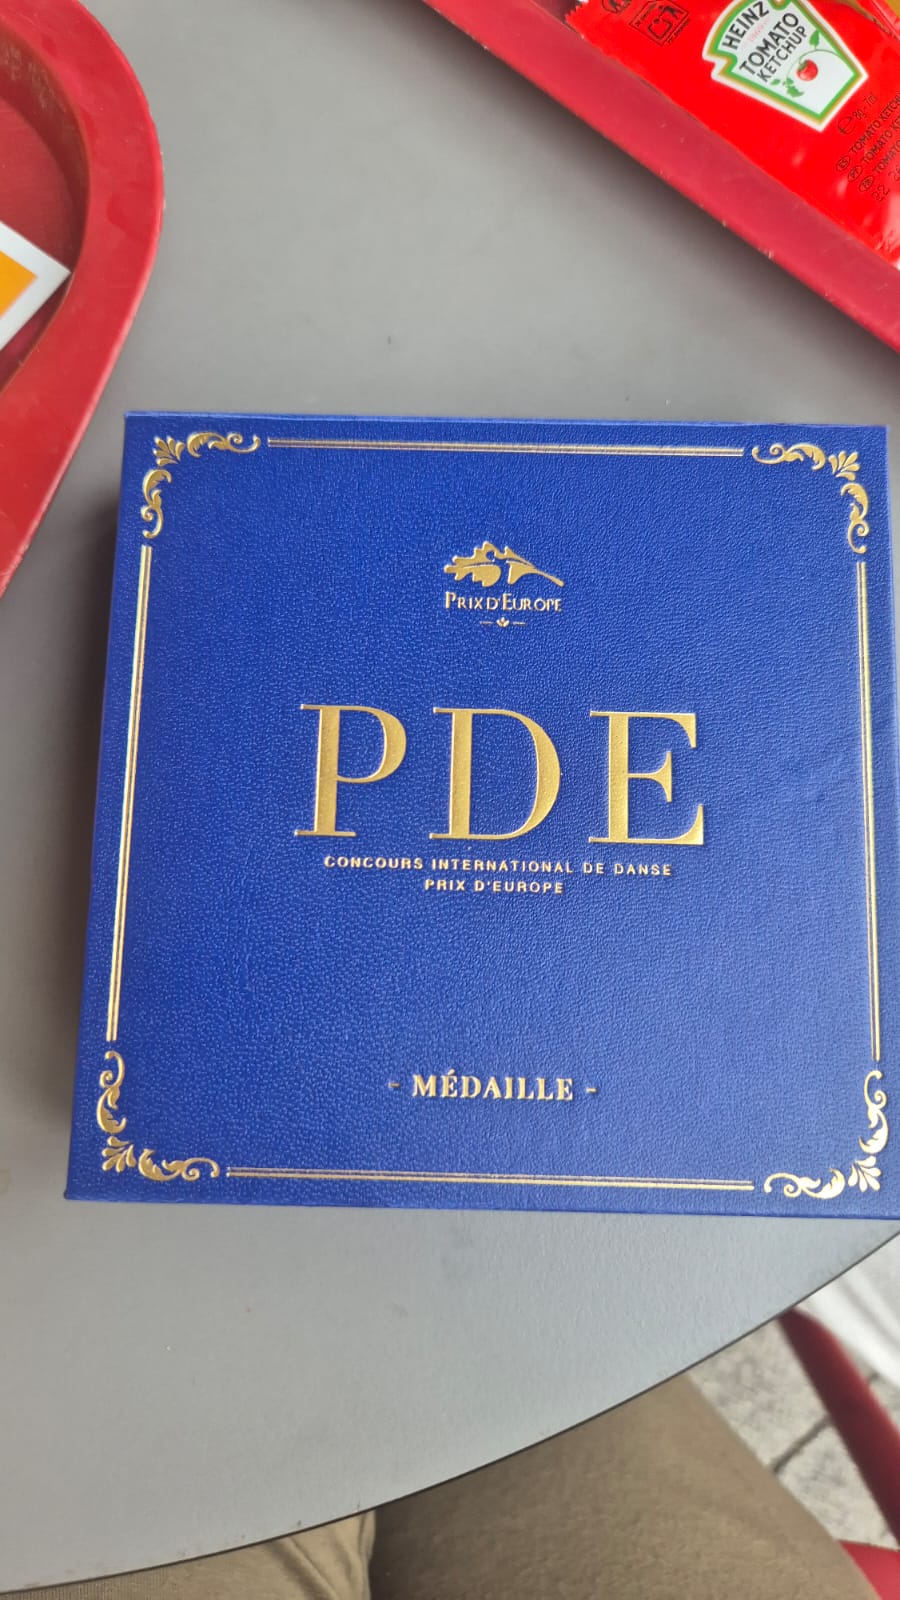 HEINZ
TOMATO
KETCHUP
PRIX D'EUROPE
PDE
CONCOURS INTERNATIONAL DE DANSE
PRIX D'EUROPE
- MÉDAILLE -